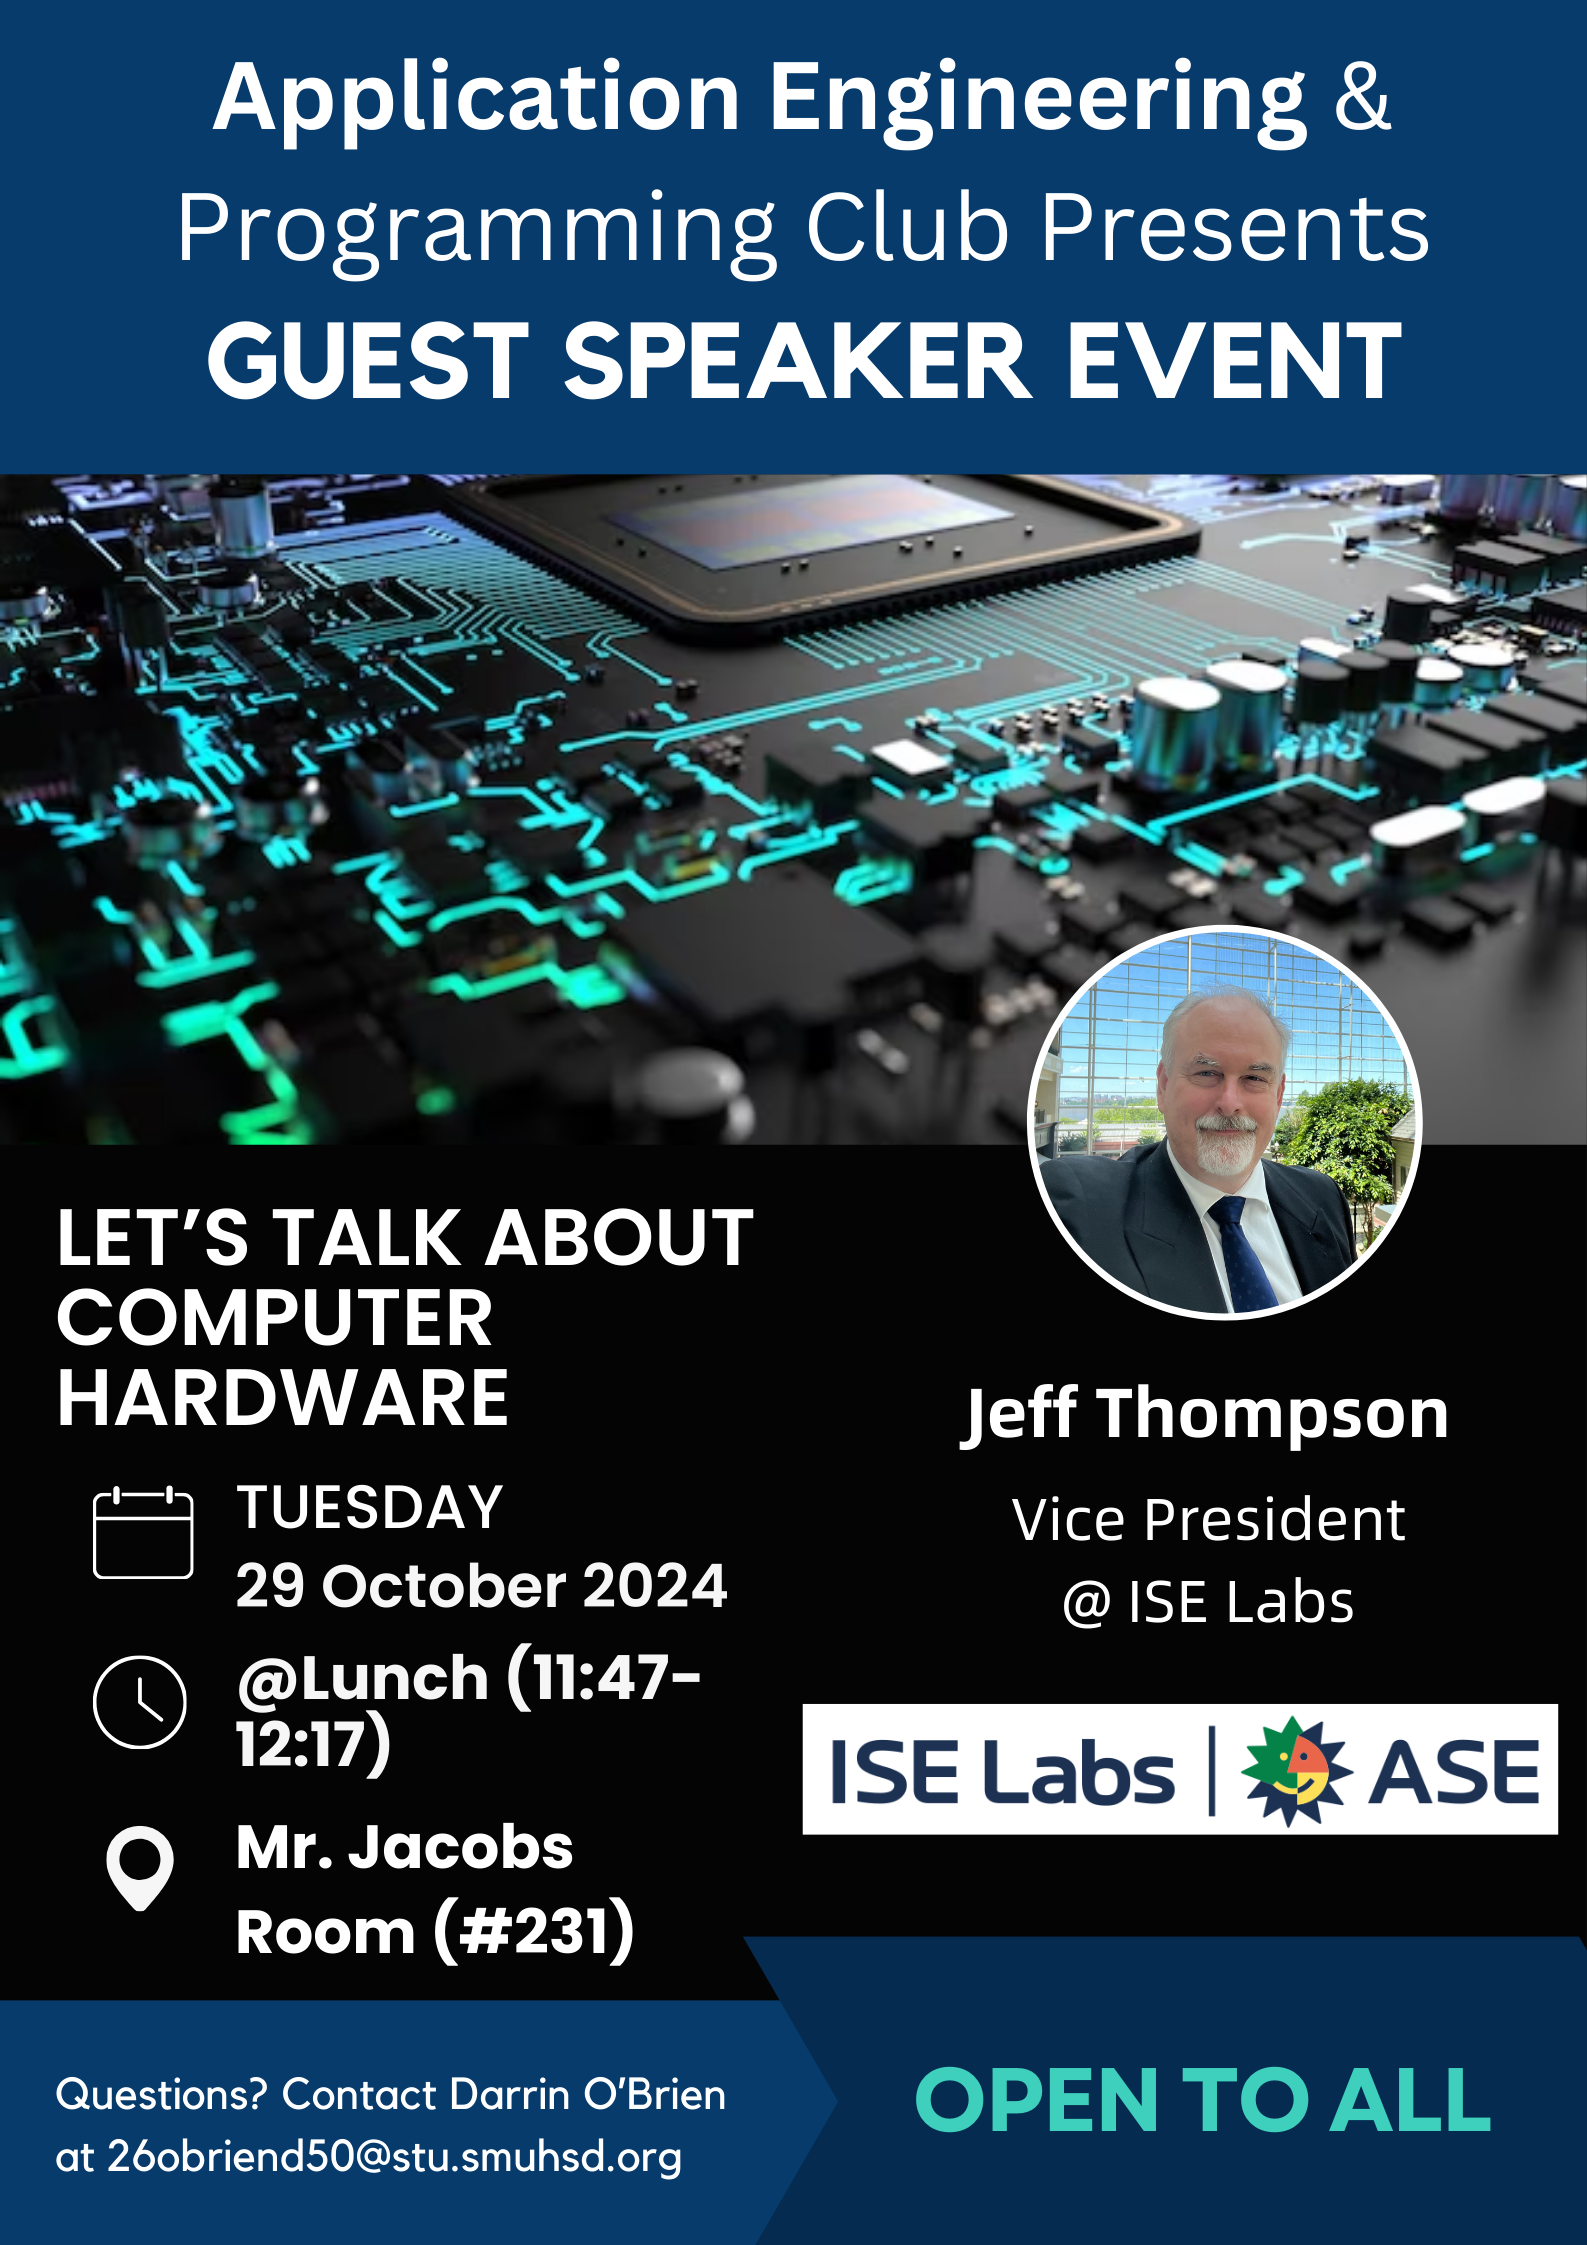 Application Engineering &
Programming Club Presents
GUEST SPEAKER EVENT
LET’S TALK ABOUT
COMPUTER
HARDWARE
TUESDAY
29 October 2024
@Lunch (11:47-
12:17)
Mr. Jacobs
Room (#231)
Jeff Thompson
Vice President
@ ISE Labs
ISE Labs | ASE
Questions? Contact Darrin O’Brien
at 26obriend50@stu.smuhsd.org
OPEN TO ALL